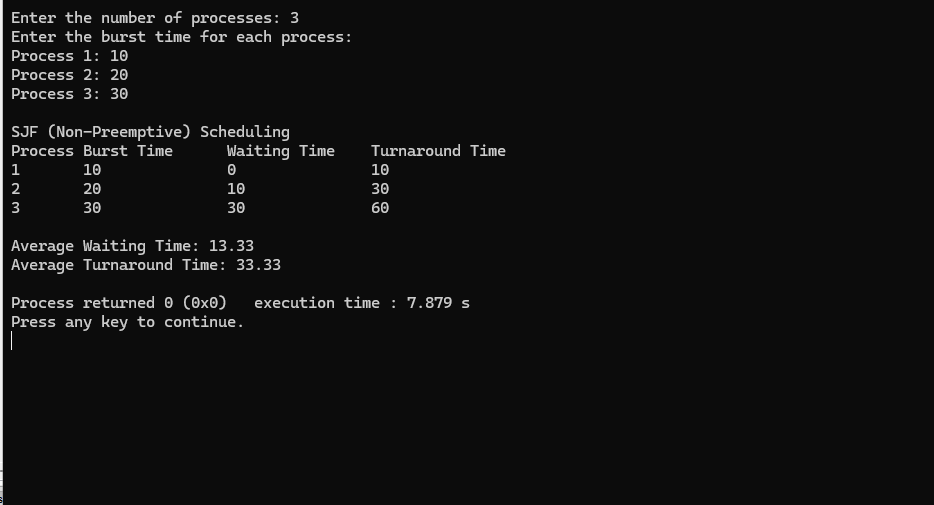 Enter the number of processes: 3
Enter the burst time for each process:
Process 1: 10
Process 2: 20
Process 3: 30
SJF (Non-Preemptive) Scheduling
Process Burst Time      Waiting Time    Turnaround Time
1       10              0               10
2       20              10              30
3       30              30              60
Average Waiting Time: 13.33
Average Turnaround Time: 33.33
Process returned 0 (0x0)   execution time : 7.879 s
Press any key to continue.